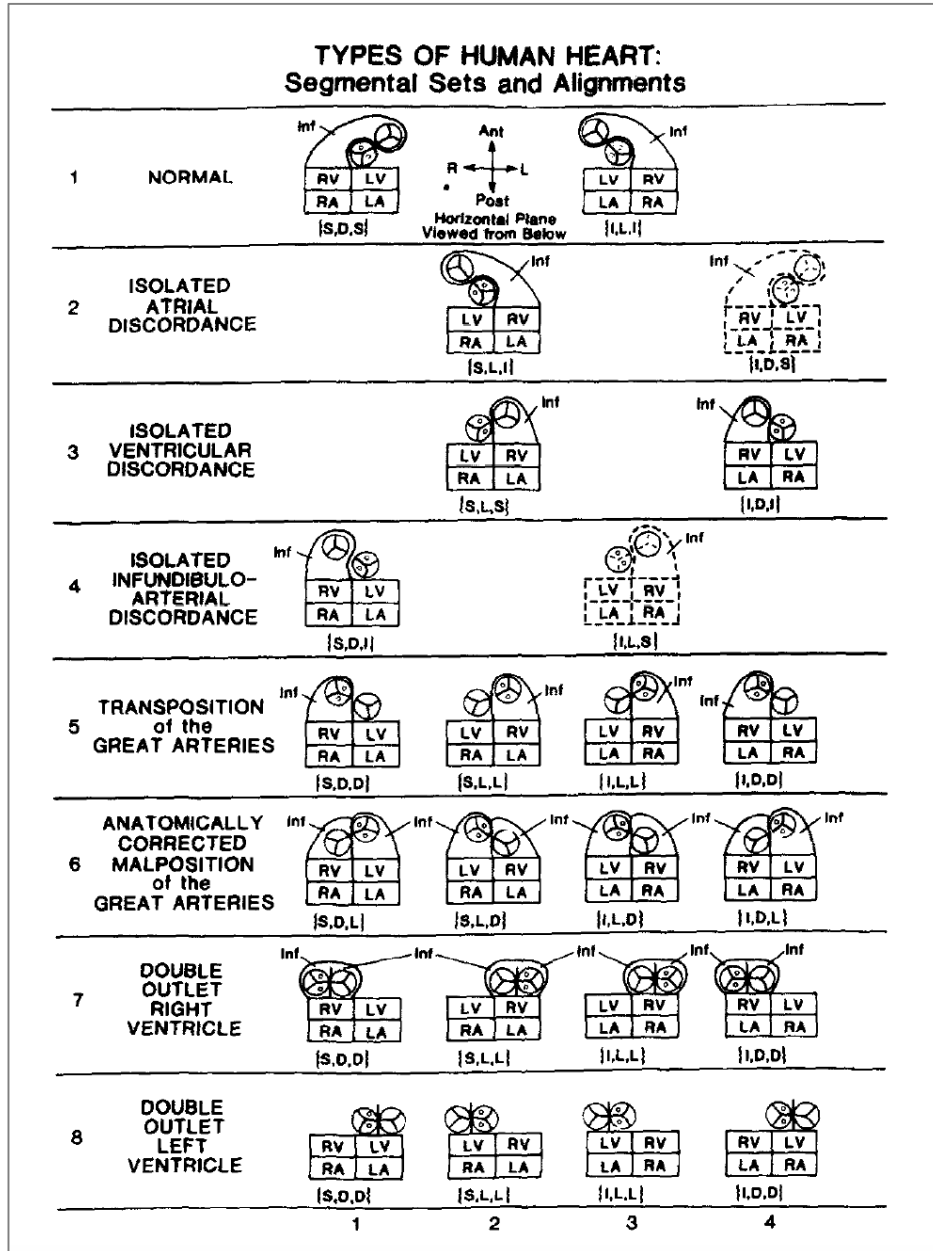 TYPES OF HUMAN HEART:
Segmental Sets and Alignments
1
NORMAL
Inf
RV LV
RA LA
{S,D,S}
Ant
R L
Post
Horizontal Plane
Viewed from Below
Inf
LV RV
LA RA
{I,L,I}
2
ISOLATED
ATRIAL
DISCORDANCE
Inf
LV RV
RA LA
{S,L,I}
Inf
RV LV
LA RA
{I,D,S}
3
ISOLATED
VENTRICULAR
DISCORDANCE
Inf
LV RV
RA LA
{S,L,S}
Inf
RV LV
LA RA
{I,D,I}
4
ISOLATED
INFUNDIBULO-
ARTERIAL
DISCORDANCE
Inf
RV LV
RA LA
{S,D,I}
Inf
LV RV
LA RA
{I,L,S}
5
TRANSPOSITION
of the
GREAT ARTERIES
Inf Inf Inf Inf
RV LV LV RV LV RV RV LV
RA LA RA LA LA RA LA RA
{S,D,D} {S,L,L} {I,L,L} {I,D,D}
6
ANATOMICALLY
CORRECTED
MALPOSITION
of the
GREAT ARTERIES
Inf Inf Inf Inf Inf
RV LV LV RV LV RV RV LV
RA LA RA LA LA RA LA RA
{S,D,L} {S,L,D} {I,L,D} {I,D,L}
7
DOUBLE
OUTLET
RIGHT
VENTRICLE
Inf Inf Inf Inf Inf
RV LV LV RV LV RV RV LV
RA LA RA LA LA RA LA RA
{S,D,D} {S,L,L} {I,L,L} {I,D,D}
8
DOUBLE
OUTLET
LEFT
VENTRICLE
RV LV LV RV LV RV RV LV
RA LA RA LA LA RA LA RA
{S,D,D} {S,L,L} {I,L,L} {I,D,D}
1 2 3 4